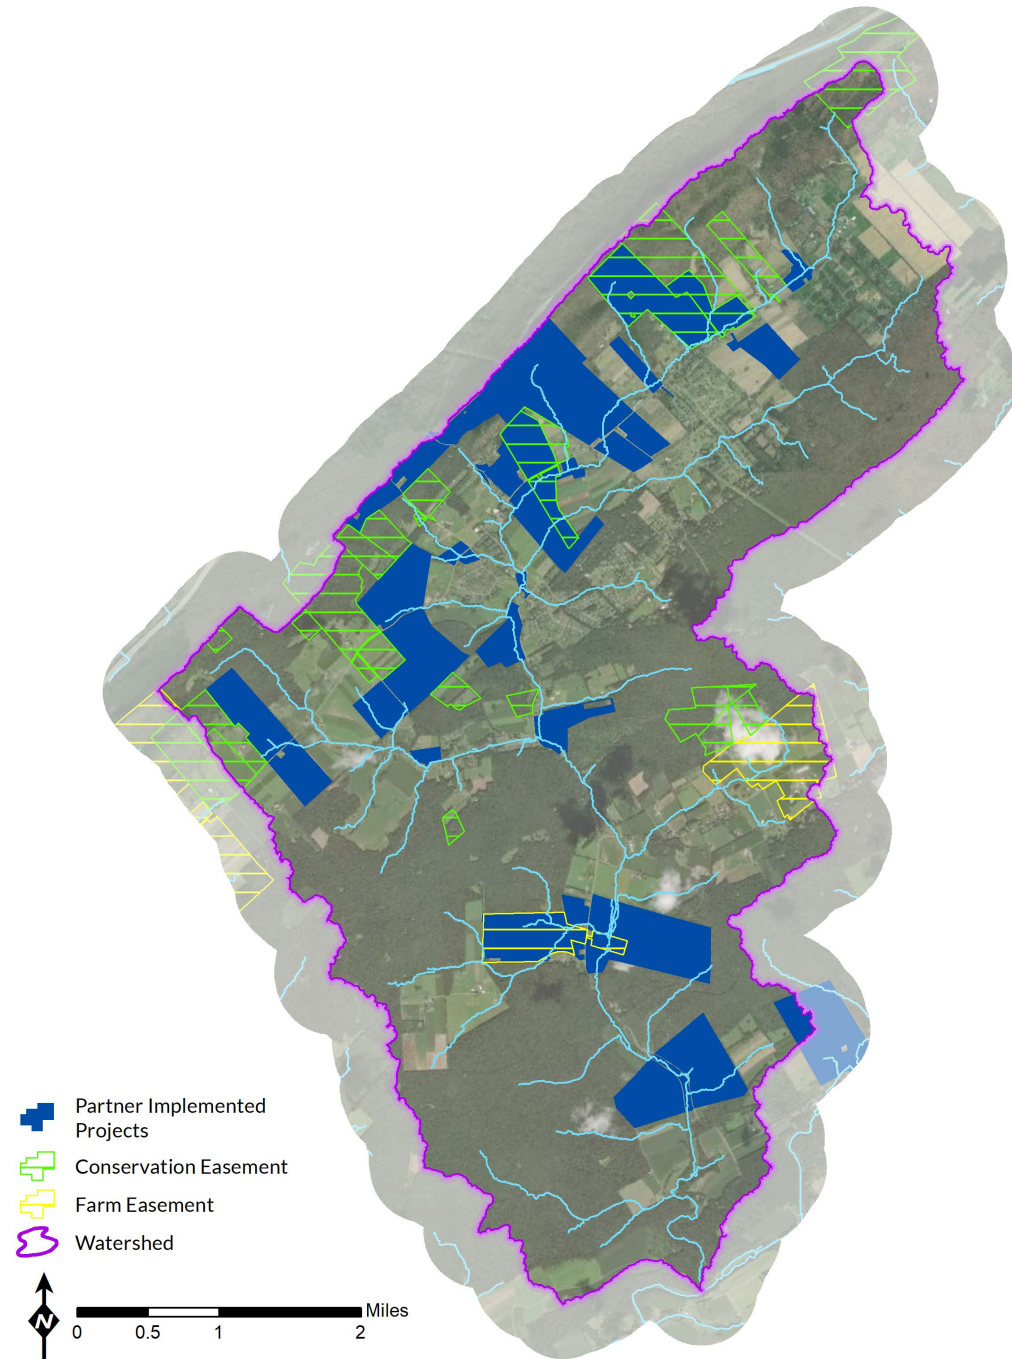 Partner Implemented
Projects
Conservation Easement
Farm Easement
Watershed
N
Miles
0 0.5 1 2